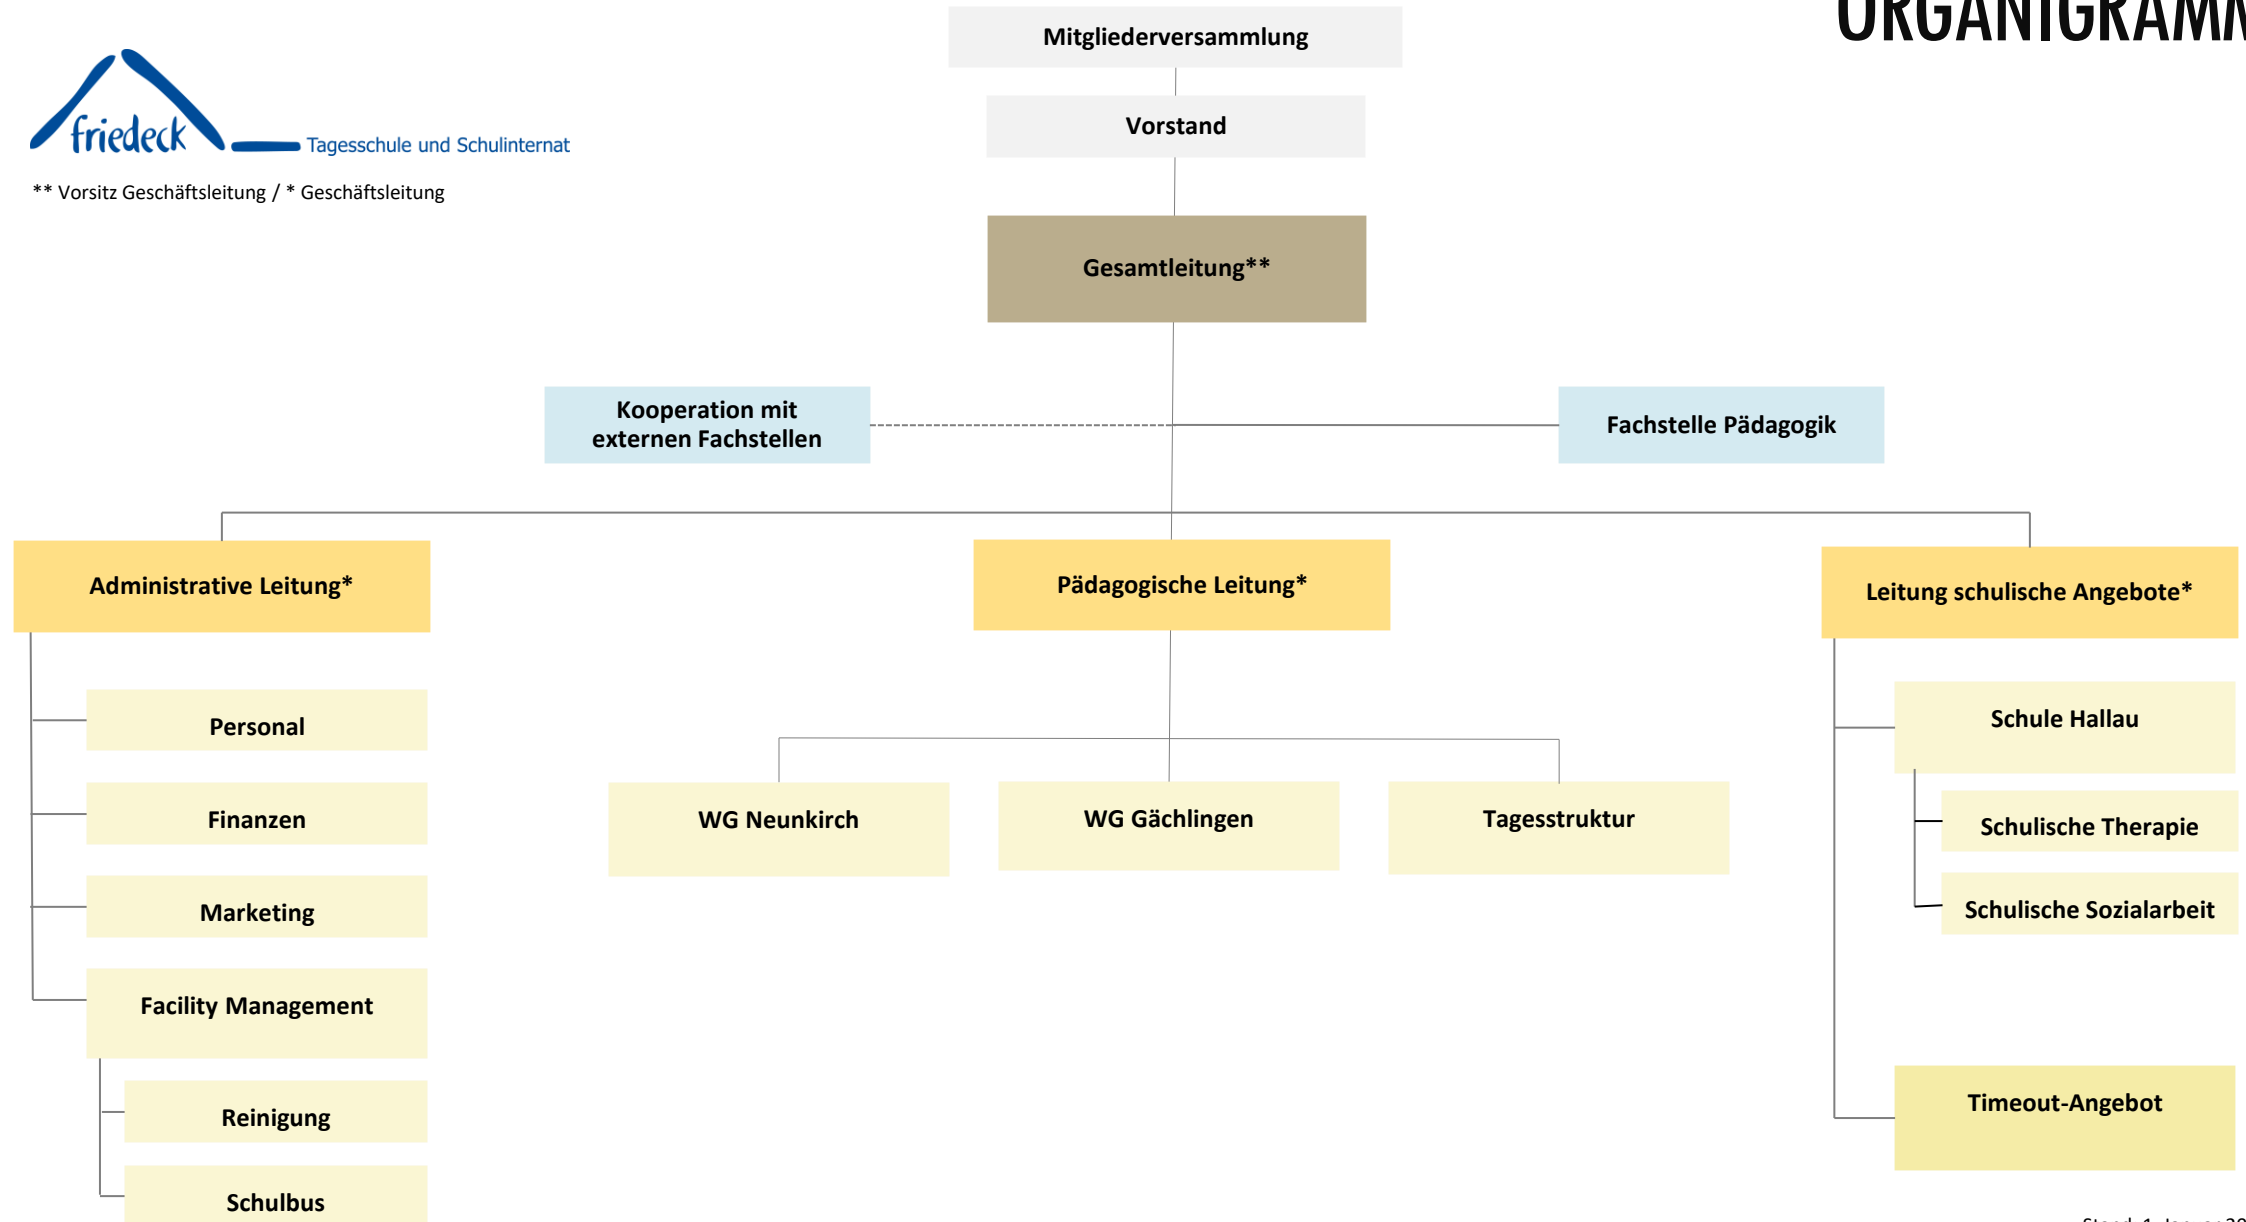 ORGANIGRAMM
Mitgliederversammlung
friedeck
Tagesschule und Schulinternat
Vorstand
** Vorsitz Geschäftsleitung / * Geschäftsleitung
Gesamtleitung**
Kooperation mit
externen Fachstellen
Fachstelle Pädagogik
Administrative Leitung*
Pädagogische Leitung*
Leitung schulische Angebote*
Personal
Finanzen
Marketing
Facility Management
Reinigung
Schulbus
WG Neunkirch
WG Gächlingen
Tagesstruktur
Schule Hallau
Schulische Therapie
Schulische Sozialarbeit
Timeout-Angebot